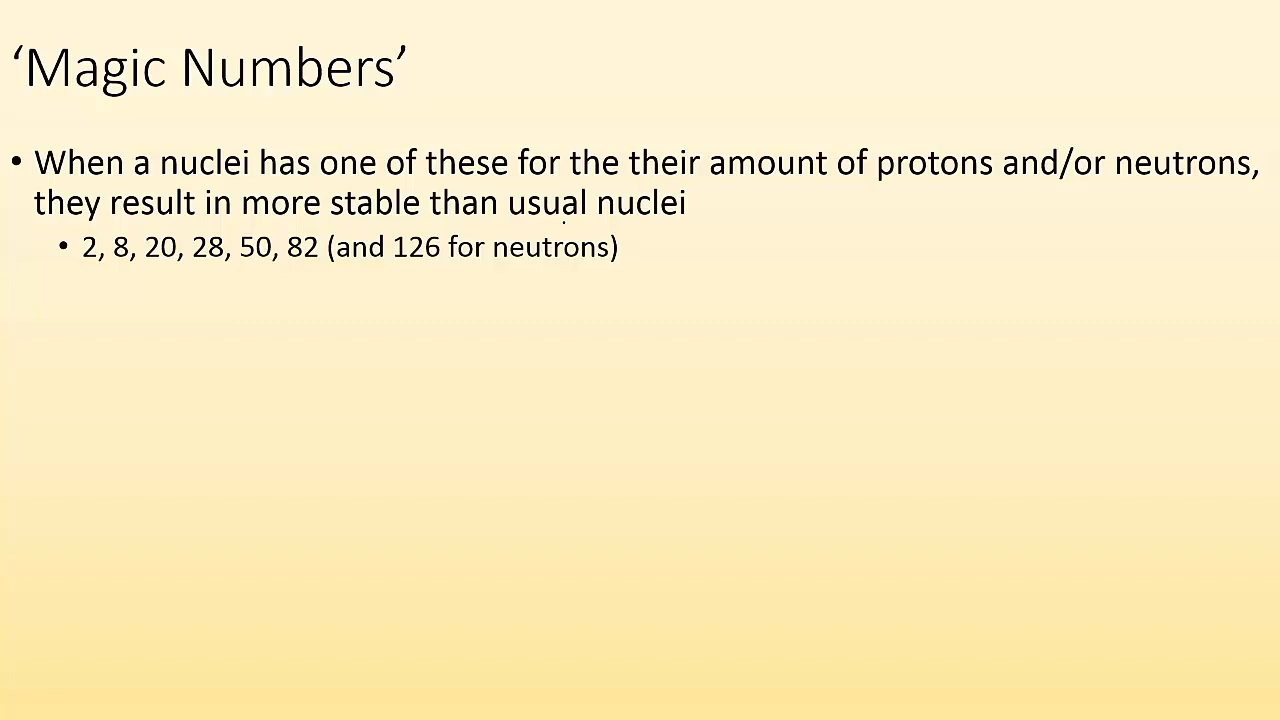 ‘Magic Numbers’
• When a nuclei has one of these for the their amount of protons and/or neutrons,
they result in more stable than usual nuclei
• 2, 8, 20, 28, 50, 82 (and 126 for neutrons)